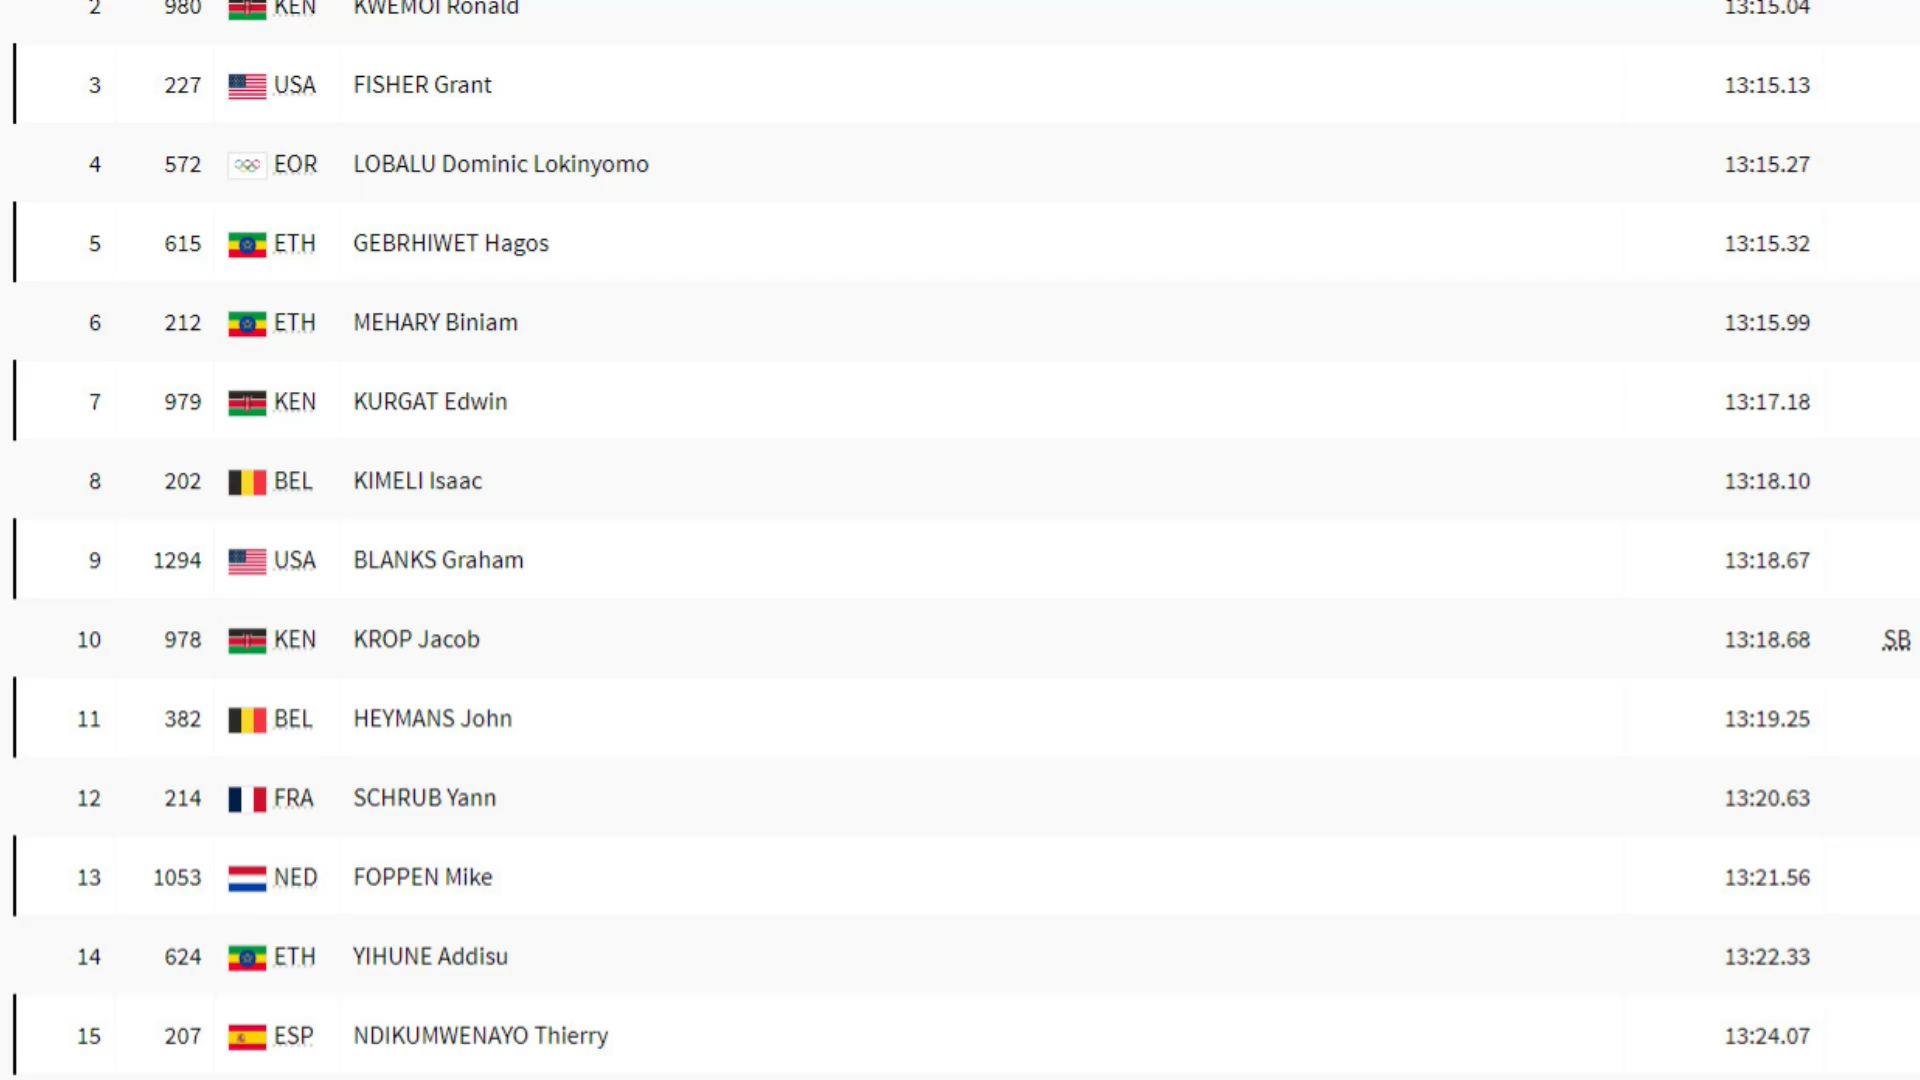 2 980 KEN KWEMOI Ronald 13:15.04
3 227 USA FISHER Grant 13:15.13
4 572 EOR LOBALU Dominic Lokinyomo 13:15.27
5 615 ETH GEBRHIWET Hagos 13:15.32
6 212 ETH MEHARY Biniam 13:15.99
7 979 KEN KURGAT Edwin 13:17.18
8 202 BEL KIMELI Isaac 13:18.10
9 1294 USA BLANKS Graham 13:18.67
10 978 KEN KROP Jacob 13:18.68 SB
11 382 BEL HEYMANS John 13:19.25
12 214 FRA SCHRUB Yann 13:20.63
13 1053 NED FOPPEN Mike 13:21.56
14 624 ETH YIHUNE Addisu 13:22.33
15 207 ESP NDIKUMWENAYO Thierry 13:24.07